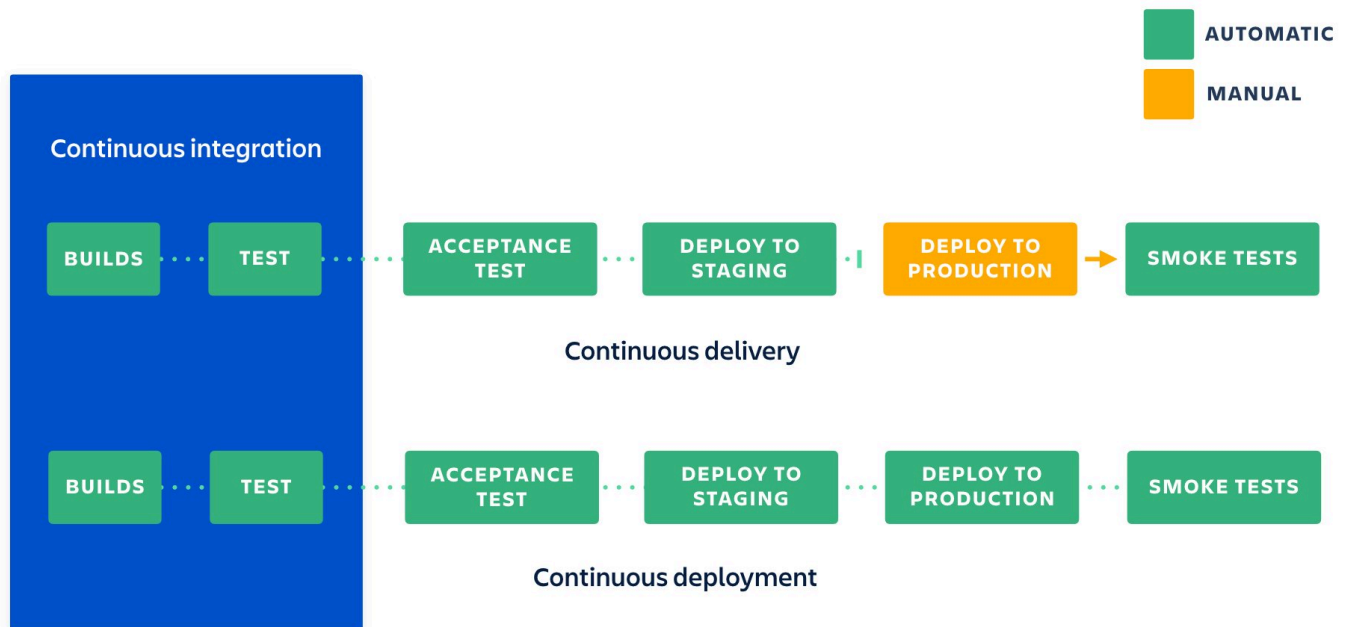 AUTOMATIC
MANUAL
Continuous integration
BUILDS
TEST
ACCEPTANCE
TEST
DEPLOY TO
STAGING
DEPLOY TO
PRODUCTION
SMOKE TESTS
Continuous delivery
BUILDS
TEST
ACCEPTANCE
TEST
DEPLOY TO
STAGING
DEPLOY TO
PRODUCTION
SMOKE TESTS
Continuous deployment